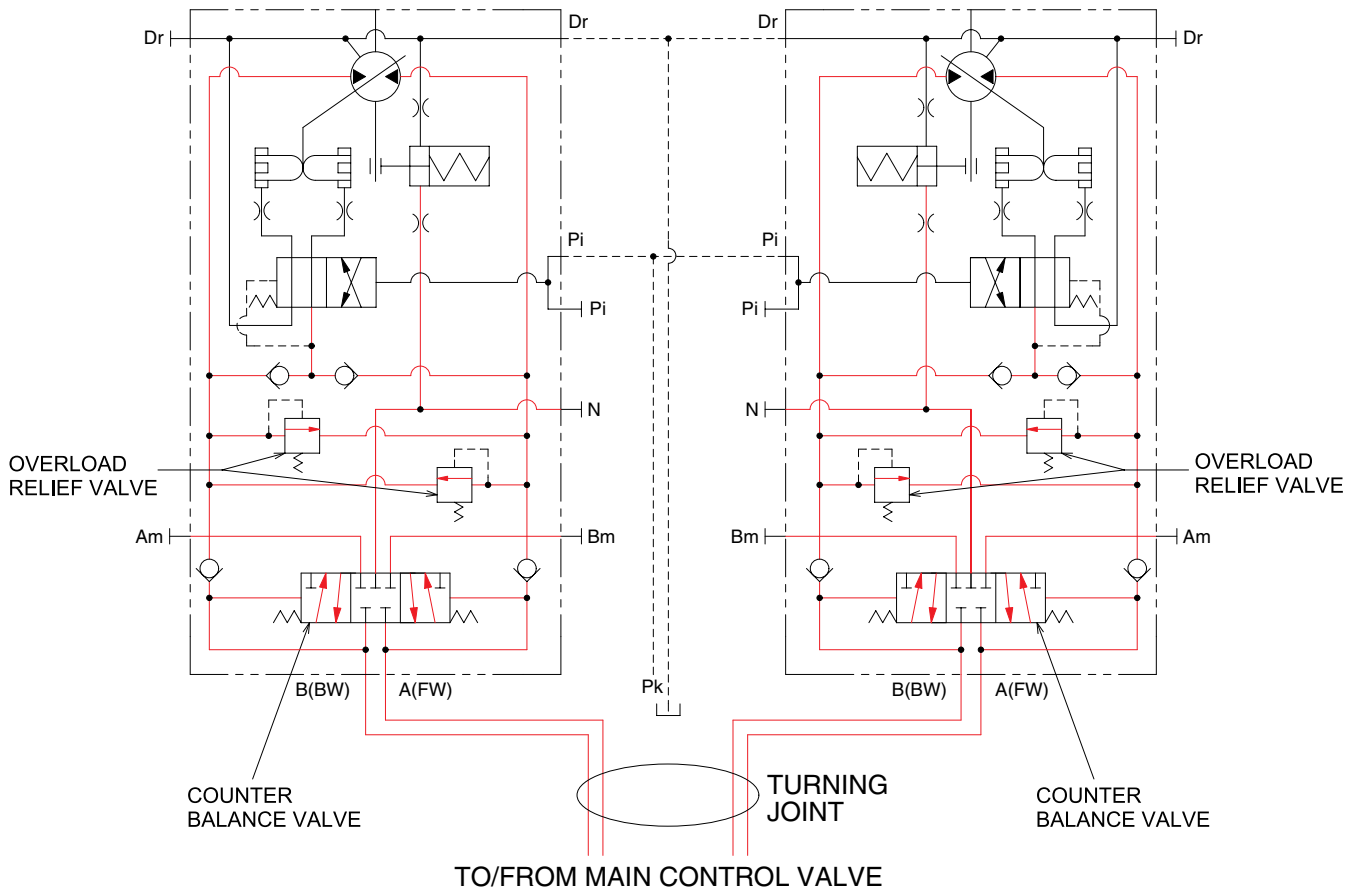 Dr
Dr
Dr
Dr
Pi
Pi
Pi
Pi
N
N
OVERLOAD
RELIEF VALVE
OVERLOAD
RELIEF VALVE
Am
Bm
Bm
Am
B(BW)
A(FW)
Pk
B(BW)
A(FW)
COUNTER
BALANCE VALVE
TURNING
JOINT
COUNTER
BALANCE VALVE
TO/FROM MAIN CONTROL VALVE